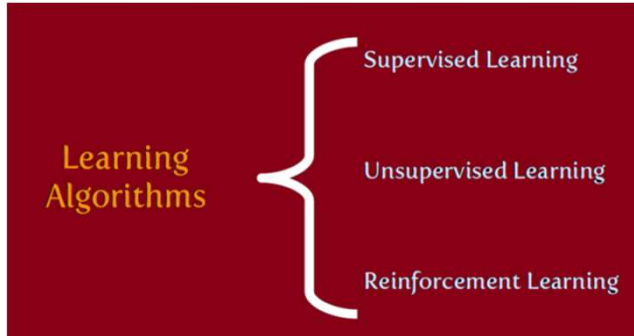 Learning
Algorithms
Supervised Learning
Unsupervised Learning
Reinforcement Learning